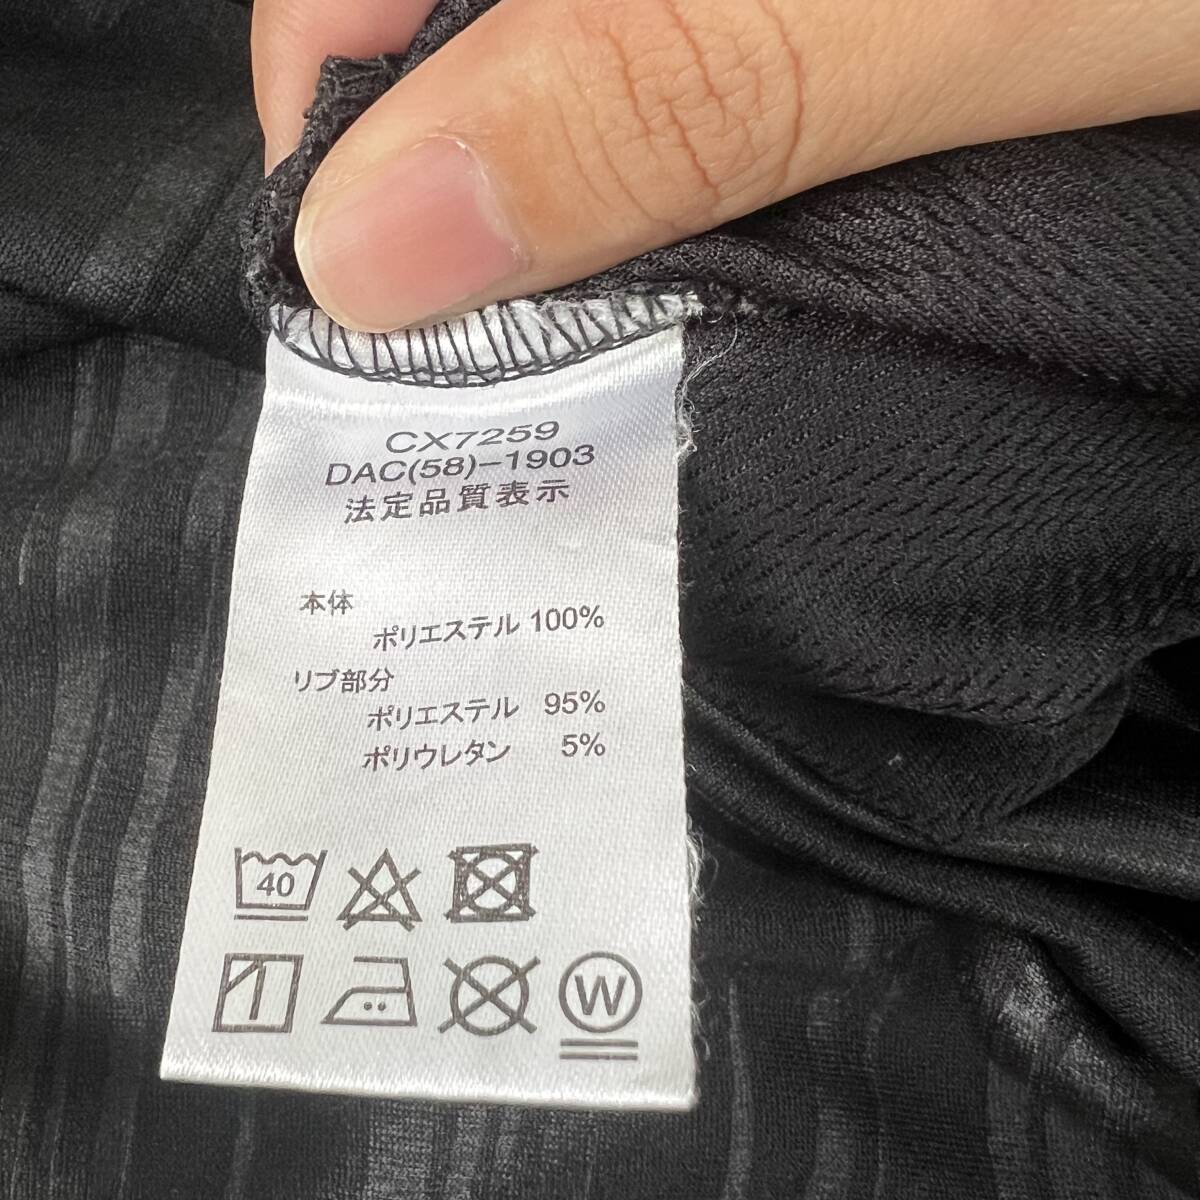 CX7259
DAC(58)-1903
法定品質表示
本体
ポリエステル 100%
リブ部分
ポリエステル 95%
ポリウレタン 5%
40
W